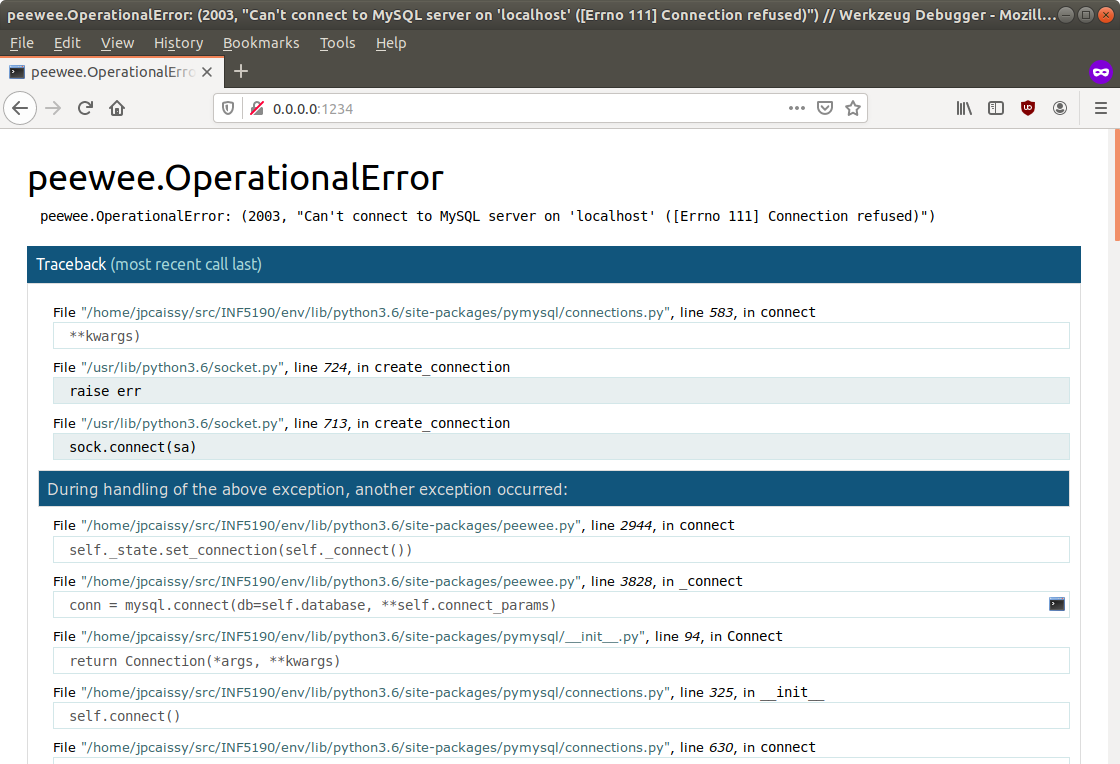 peewee.OperationalError: (2003, "Can't connect to MySQL server on 'localhost' ([Errno 111] Connection refused)") // Werkzeug Debugger - Mozill...
File Edit View History Bookmarks Tools Help
peewee.OperationalErro
0.0.0.0:1234
peewee.OperationalError
peewee.OperationalError: (2003, "Can't connect to MySQL server on 'localhost' ([Errno 111] Connection refused)")
Traceback (most recent call last)
File "/home/jpcaissy/src/INF5190/env/lib/python3.6/site-packages/pymysql/connections.py", line 583, in connect
**kwargs)
File "/usr/lib/python3.6/socket.py", line 724, in create_connection
raise err
File "/usr/lib/python3.6/socket.py", line 713, in create_connection
sock.connect(sa)
During handling of the above exception, another exception occurred:
File "/home/jpcaissy/src/INF5190/env/lib/python3.6/site-packages/peewee.py", line 2944, in connect
self._state.set_connection(self._connect())
File "/home/jpcaissy/src/INF5190/env/lib/python3.6/site-packages/peewee.py", line 3828, in _connect
conn = mysql.connect(db=self.database, **self.connect_params)
File "/home/jpcaissy/src/INF5190/env/lib/python3.6/site-packages/pymysql/__init__.py", line 94, in Connect
return Connection(*args, **kwargs)
File "/home/jpcaissy/src/INF5190/env/lib/python3.6/site-packages/pymysql/connections.py", line 325, in __init__
self.connect()
File "/home/jpcaissy/src/INF5190/env/lib/python3.6/site-packages/pymysql/connections.py", line 630, in connect